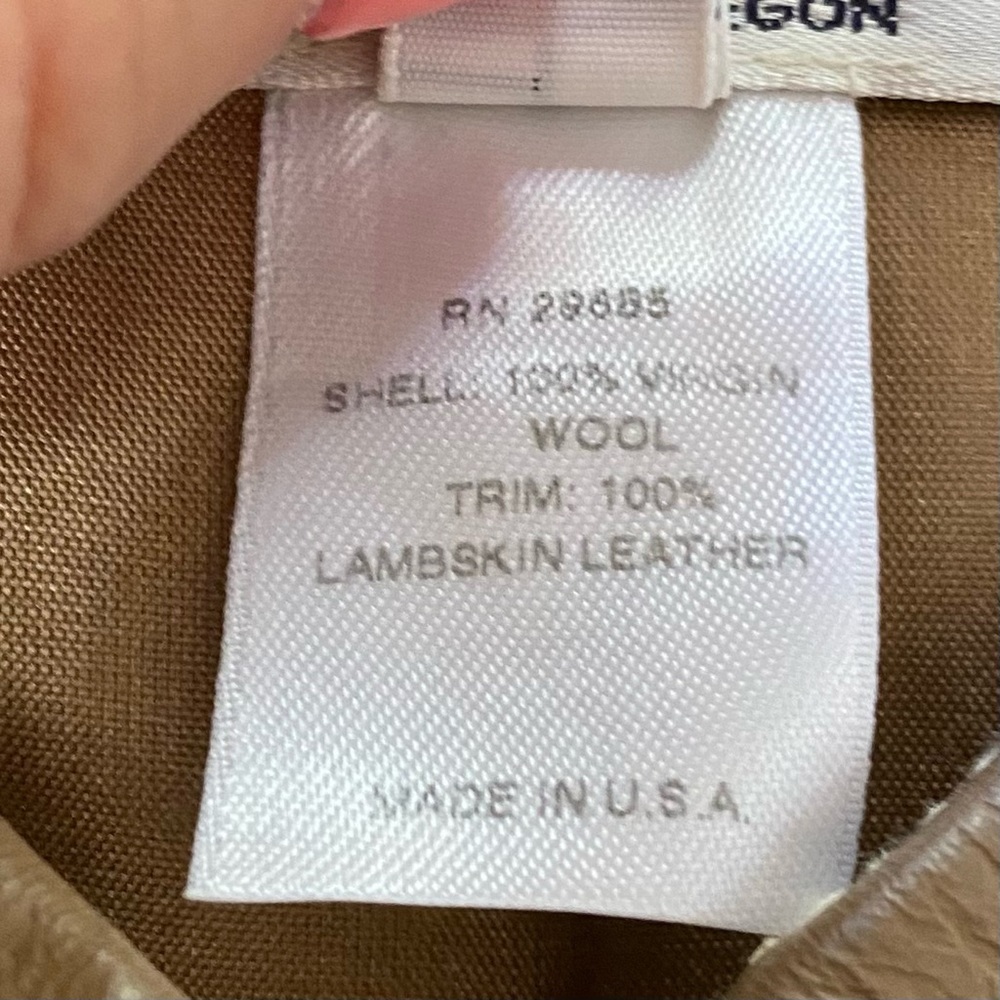 EGON
RN 29685
SHELL: 100% VIRGIN
WOOL
TRIM: 100%
LAMBSKIN LEATHER
MADE IN U.S.A.